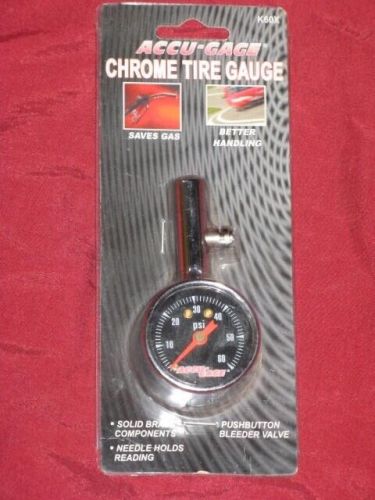 K60X
ACCU-GAGE®
CHROME TIRE GAUGE
SAVES GAS
BETTER
HANDLING
10
20
30
40
50
60
psi
ACCU-GAGE
• SOLID BRASS
COMPONENTS
• NEEDLE HOLDS
READING
• PUSHBUTTON
BLEEDER VALVE